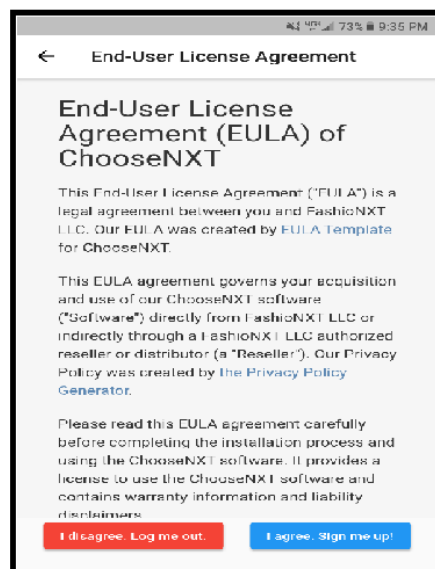 73% 9:35 PM
← End-User License Agreement
End-User License
Agreement (EULA) of
ChooseNXT
This End-User License Agreement ("EULA") is a
legal agreement between you and FashioNXT
LLC. Our EULA was created by EULA Template
for ChooseNXT.
This EULA agreement governs your acquisition
and use of our ChooseNXT software
("Software") directly from FashioNXT LLC or
indirectly through a FashioNXT LLC authorized
reseller or distributor (a "Reseller"). Our Privacy
Policy was created by the Privacy Policy
Generator.
Please read this EULA agreement carefully
before completing the installation process and
using the ChooseNXT software. It provides a
license to use the ChooseNXT software and
contains warranty information and liability
disclaimers
I disagree. Log me out.
I agree. Sign me up!